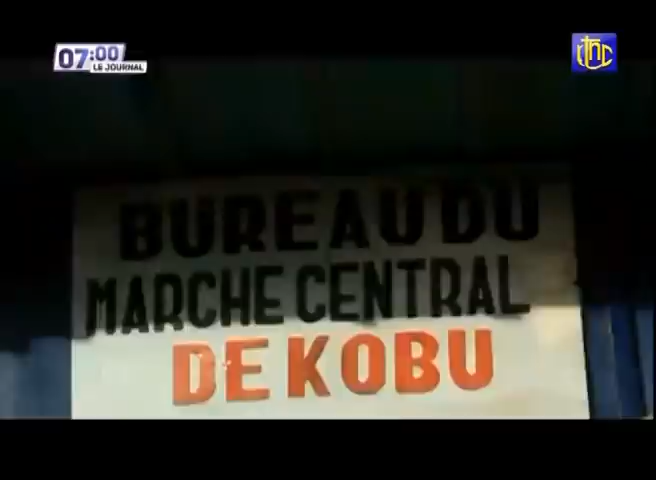 07:00
LE JOURNAL
BUREAU DU
MARCHE CENTRAL
DE KOBU